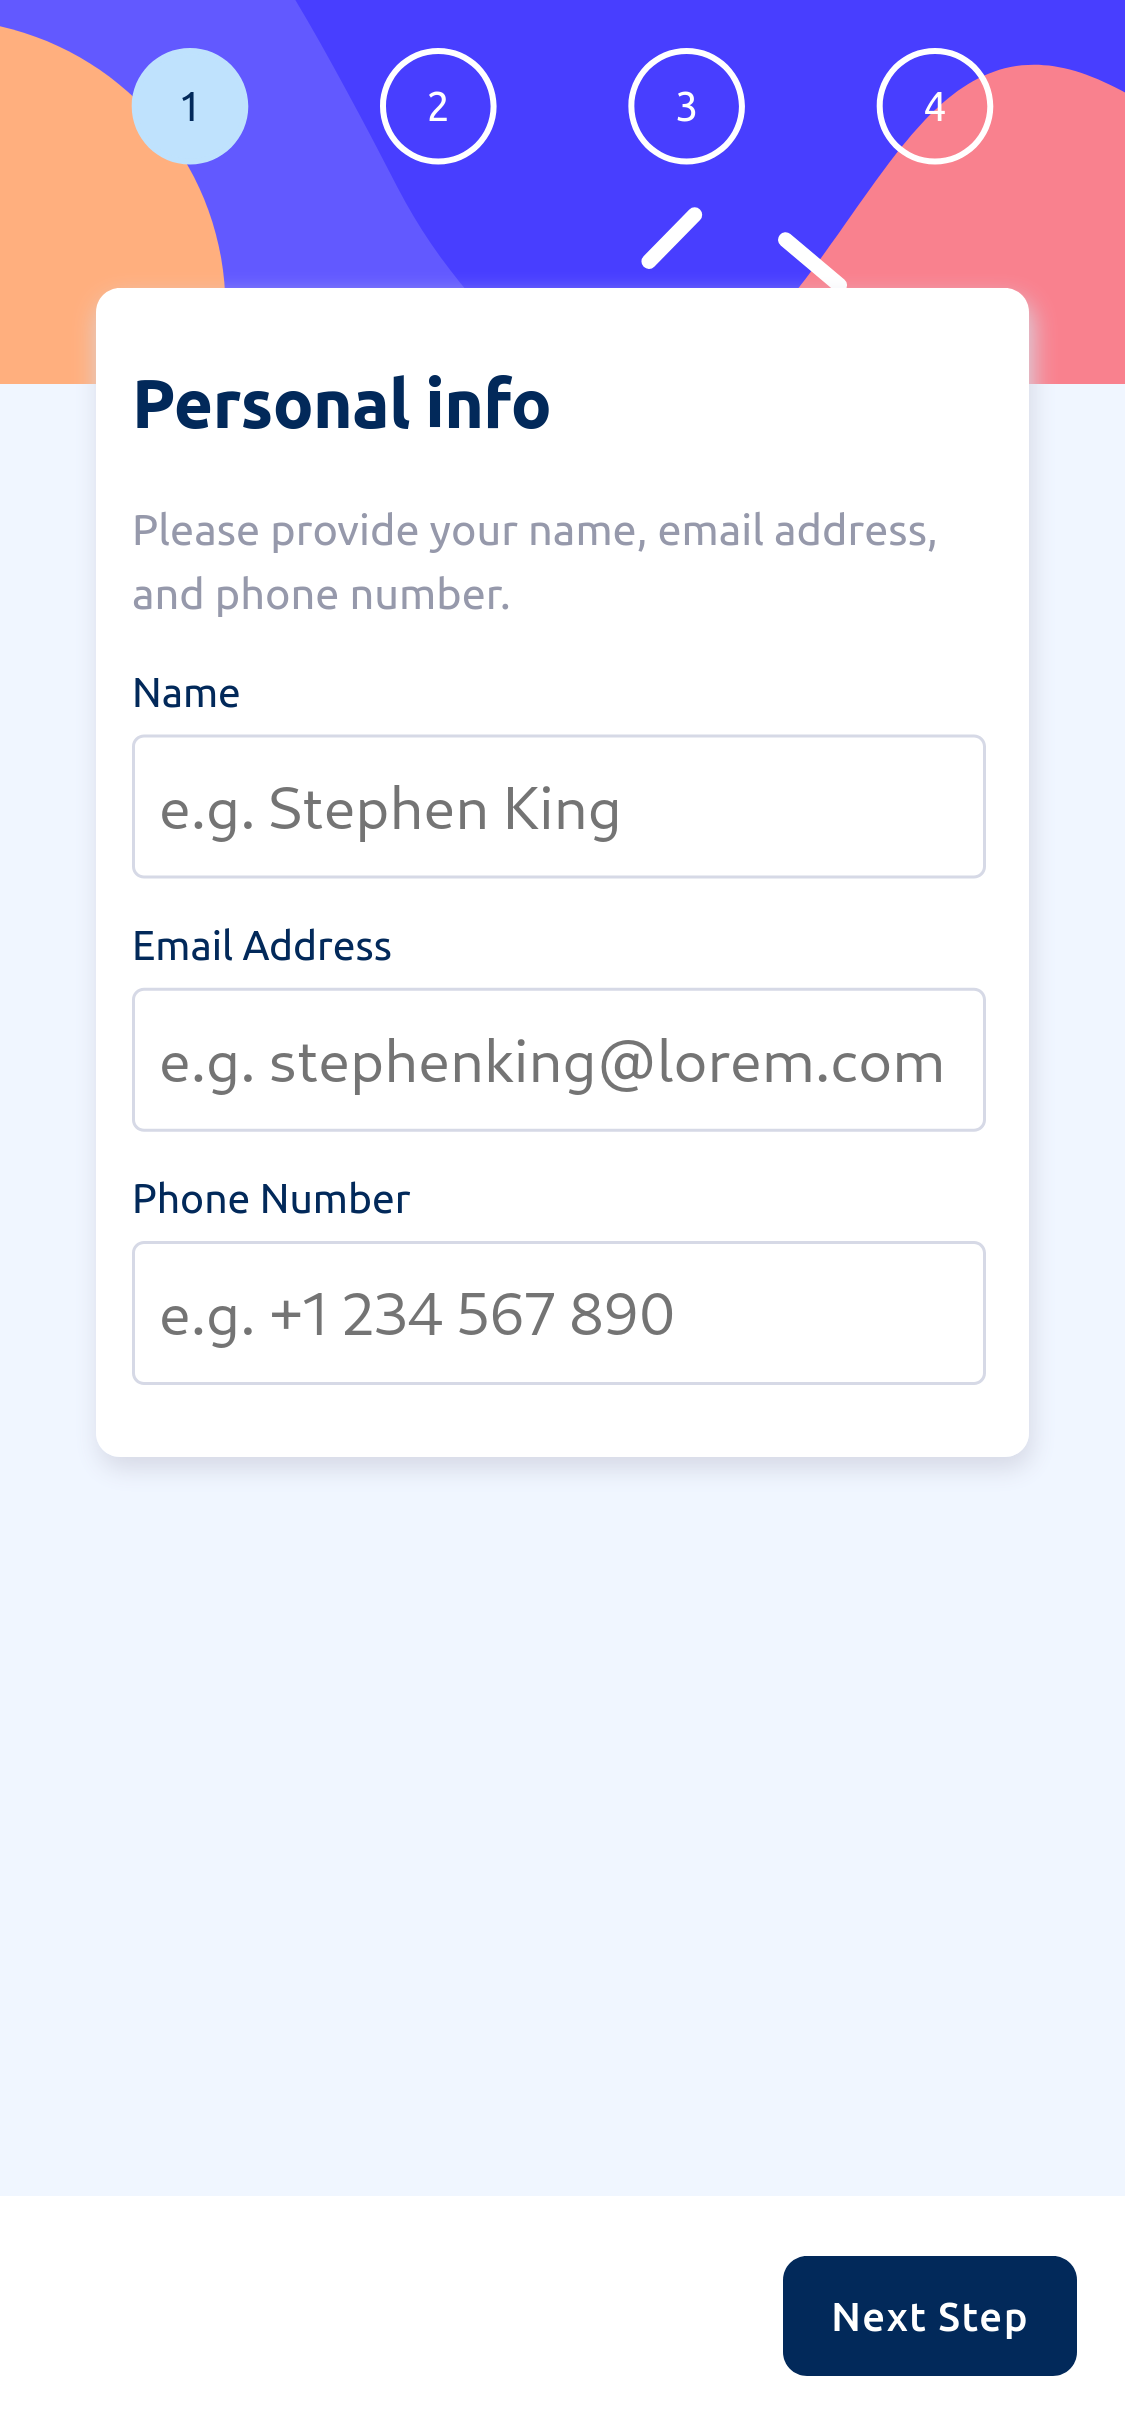 1 2 3 4
Personal info
Please provide your name, email address,
and phone number.
Name
e.g. Stephen King
Email Address
e.g. stephenking@lorem.com
Phone Number
e.g. +1 234 567 890
Next Step